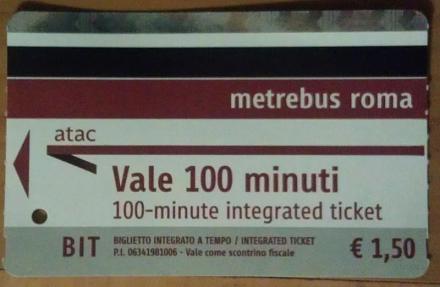 metrebus roma
atac
Vale 100 minuti
100-minute integrated ticket
BIT BIGLIETTO INTEGRATO A TEMPO / INTEGRATED TICKET € 1,50
P.I. 06341981006 - Vale come scontrino fiscale